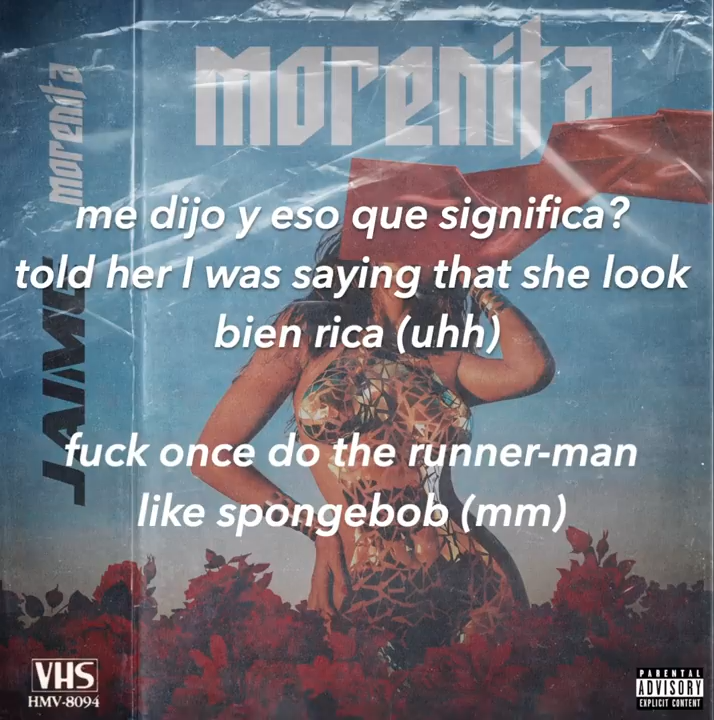 morenita
morenita
JAIME
me dijo y eso que significa?
told her I was saying that she look
bien rica (uhh)
fuck once do the runner-man
like spongebob (mm)
VHS
HMV-8094
PARENTAL
ADVISORY
EXPLICIT CONTENT